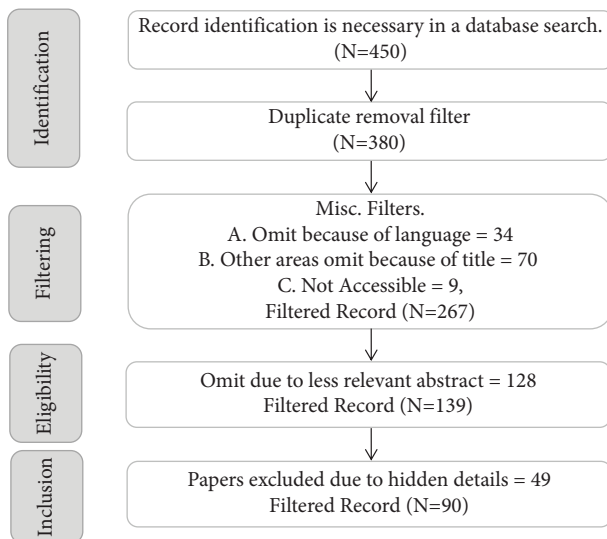 Identification
Record identification is necessary in a database search.
(N=450)
Duplicate removal filter
(N=380)
Filtering
Misc. Filters.
A. Omit because of language = 34
B. Other areas omit because of title = 70
C. Not Accessible = 9,
Filtered Record (N=267)
Eligibility
Omit due to less relevant abstract = 128
Filtered Record (N=139)
Inclusion
Papers excluded due to hidden details = 49
Filtered Record (N=90)